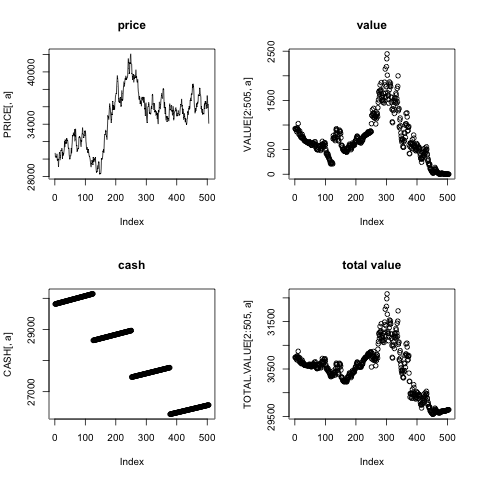 price
PRICE[, a]
28000 34000 40000
0 100 200 300 400 500
Index
value
VALUE[2:505, a]
0 500 1500 2500
0 100 200 300 400 500
Index
cash
CASH[, a]
27000 29000
0 100 200 300 400 500
Index
total value
TOTAL.VALUE[2:505, a]
29500 30500 31500
0 100 200 300 400 500
Index